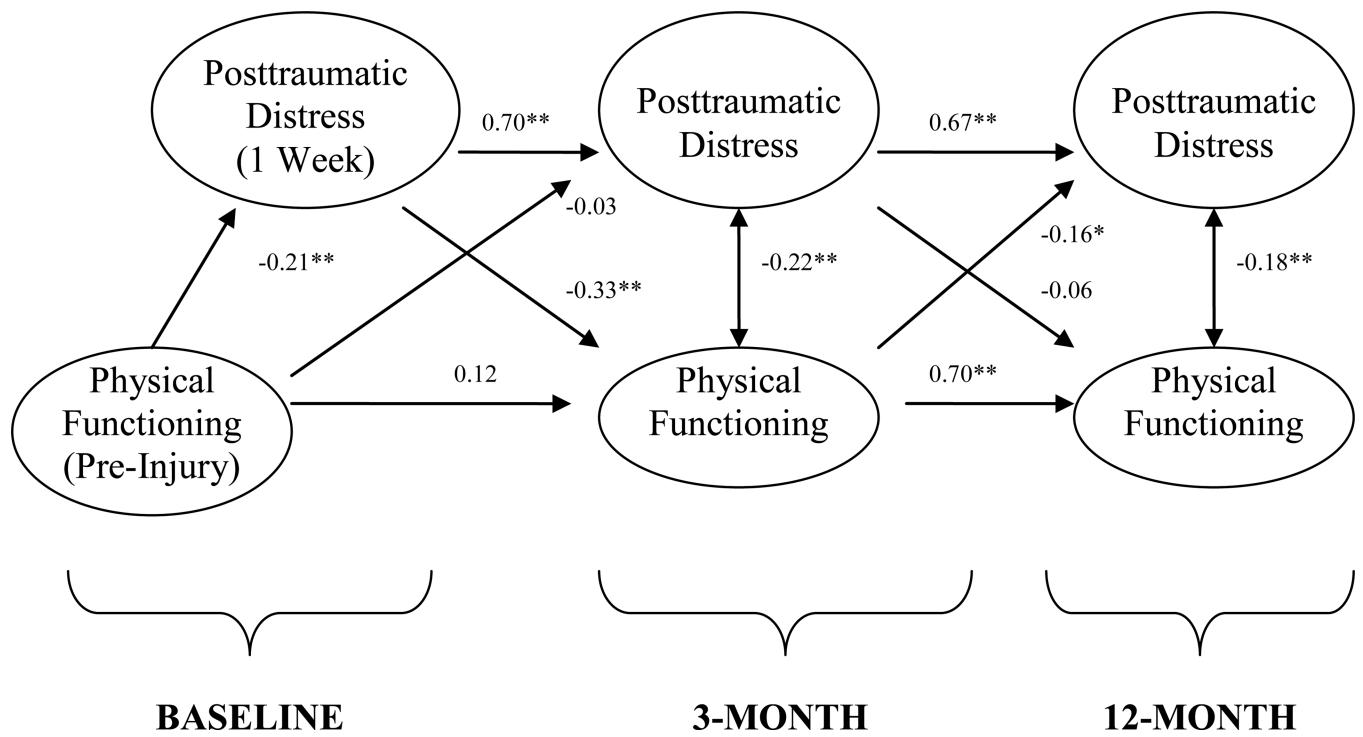 Posttraumatic
Distress
(1 Week)
0.70**
Posttraumatic
Distress
0.67**
Posttraumatic
Distress
-0.03
-0.21**
-0.33**
-0.22**
-0.16*
-0.06
-0.18**
Physical
Functioning
(Pre-Injury)
0.12
Physical
Functioning
0.70**
Physical
Functioning
BASELINE
3-MONTH
12-MONTH